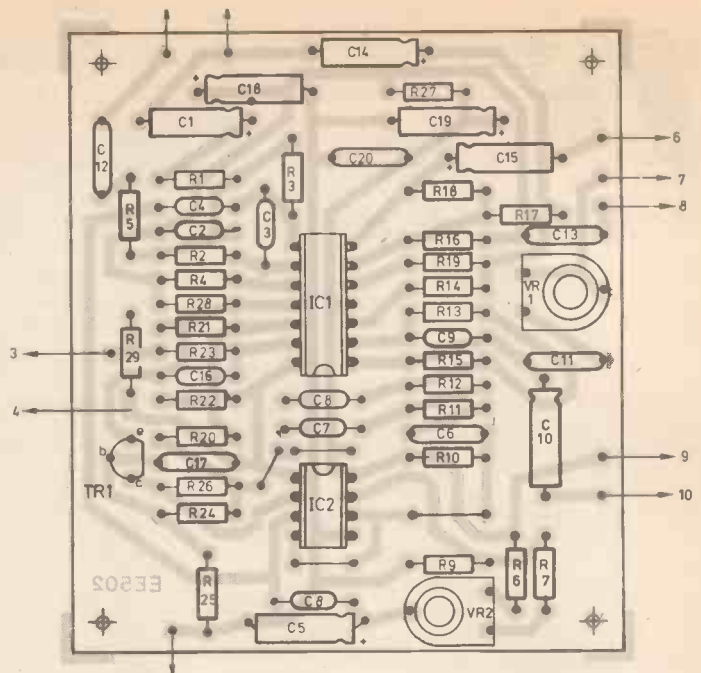 C14
C18
R27
C1
C19
C12
C20
C15
R3
R1
R18
C4
R5
C3
R17
C2
C13
R16
R2
R19
R4
IC1
R14
VR1
R28
R13
R21
C9
R29
R23
R15
C11
C16
R12
R22
C8
R11
C10
R20
C7
C6
e
b
c
TR1
C17
R10
R26
IC2
R24
R9
R6
R7
EE502
R25
C8
VR2
C5
3
4
6
7
8
9
10
+
+
+
+
+
+